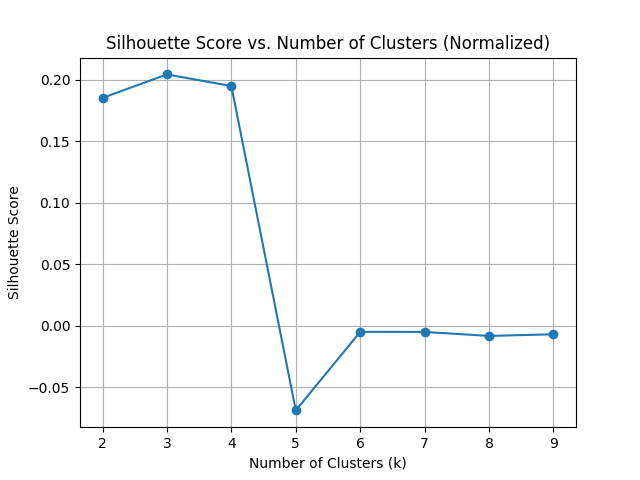 Silhouette Score vs. Number of Clusters (Normalized)
Silhouette Score
0.20
0.15
0.10
0.05
0.00
−0.05
2 3 4 5 6 7 8 9
Number of Clusters (k)